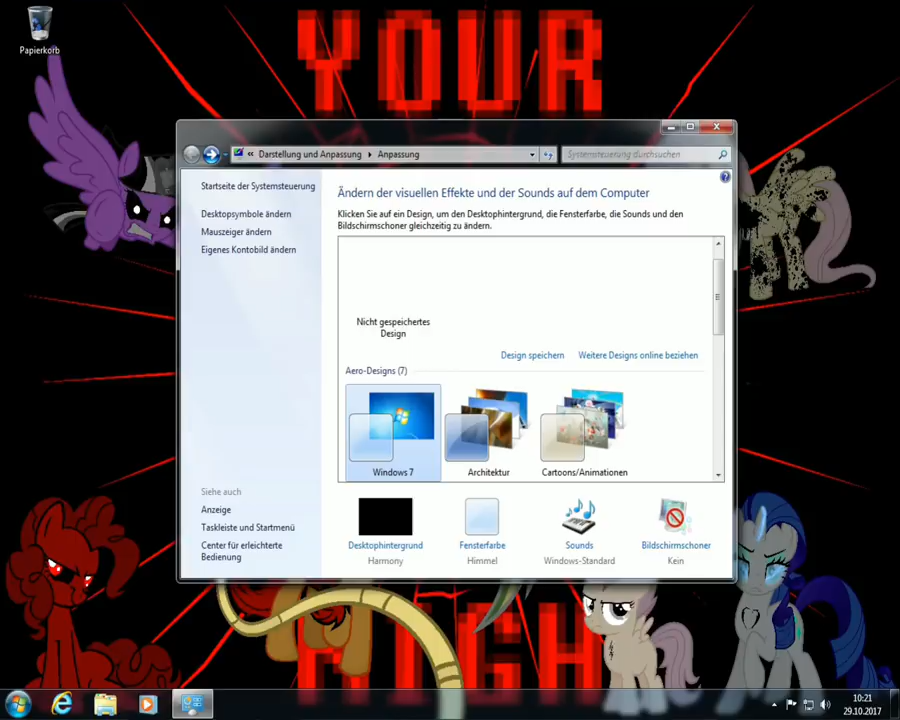 Papierkorb
YOUR
« Darstellung und Anpassung ▸ Anpassung
Systemsteuerung durchsuchen
Startseite der Systemsteuerung
Desktopsymbole ändern
Mauszeiger ändern
Eigenes Kontobild ändern
Ändern der visuellen Effekte und der Sounds auf dem Computer
Klicken Sie auf ein Design, um den Desktophintergrund, die Fensterfarbe, die Sounds und den
Bildschirmschoner gleichzeitig zu ändern.
Nicht gespeichertes
Design
Design speichern
Weitere Designs online beziehen
Aero-Designs (7)
Windows 7
Architektur
Cartoons/Animationen
Siehe auch
Anzeige
Taskleiste und Startmenü
Center für erleichterte
Bedienung
Desktophintergrund
Harmony
Fensterfarbe
Himmel
Sounds
Windows-Standard
Bildschirmschoner
Kein
10:21
29.10.2017